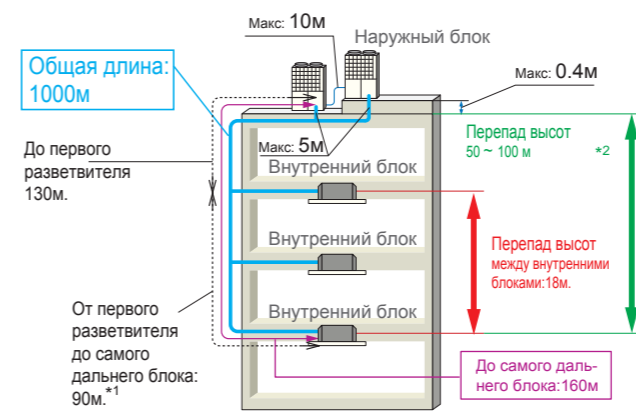 Макс: 10м
Наружный блок
Общая длина:
1000м
Макс: 0.4м
До первого
разветвителя
130м.
Макс: 5м
Перепад высот
50 ~ 100 м *2
Внутренний блок
Внутренний блок
Перепад высот
между внутренними
блоками:18м.
Внутренний блок
От первого
разветвителя
до самого
дальнего блока:
90м.*1
До самого даль-
него блока:160м